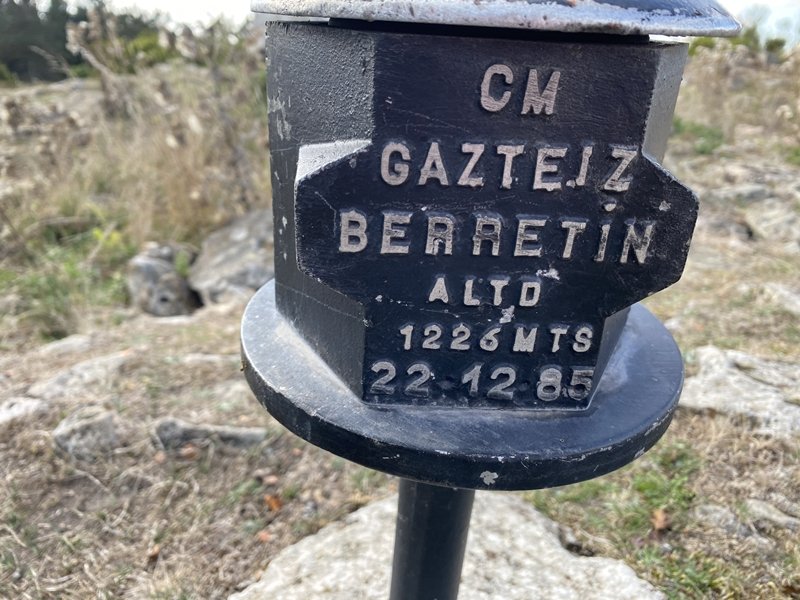 CM
GAZTEIZ
BERRETIN
ALTD
1226 MTS
22-12-85